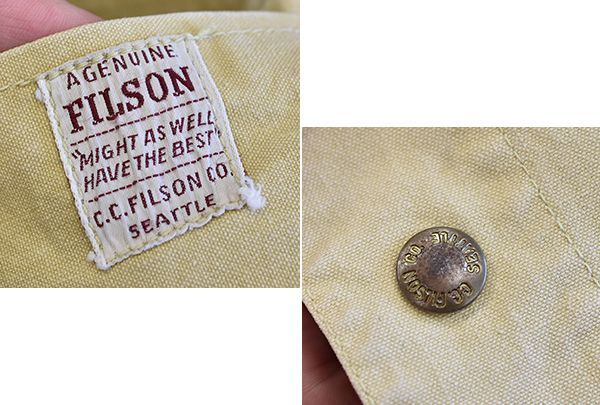 A GENUINE
FILSON
"MIGHT AS WELL
HAVE THE BEST"
C.C. FILSON CO.
SEATTLE
C.C. FILSON CO. SEATTLE